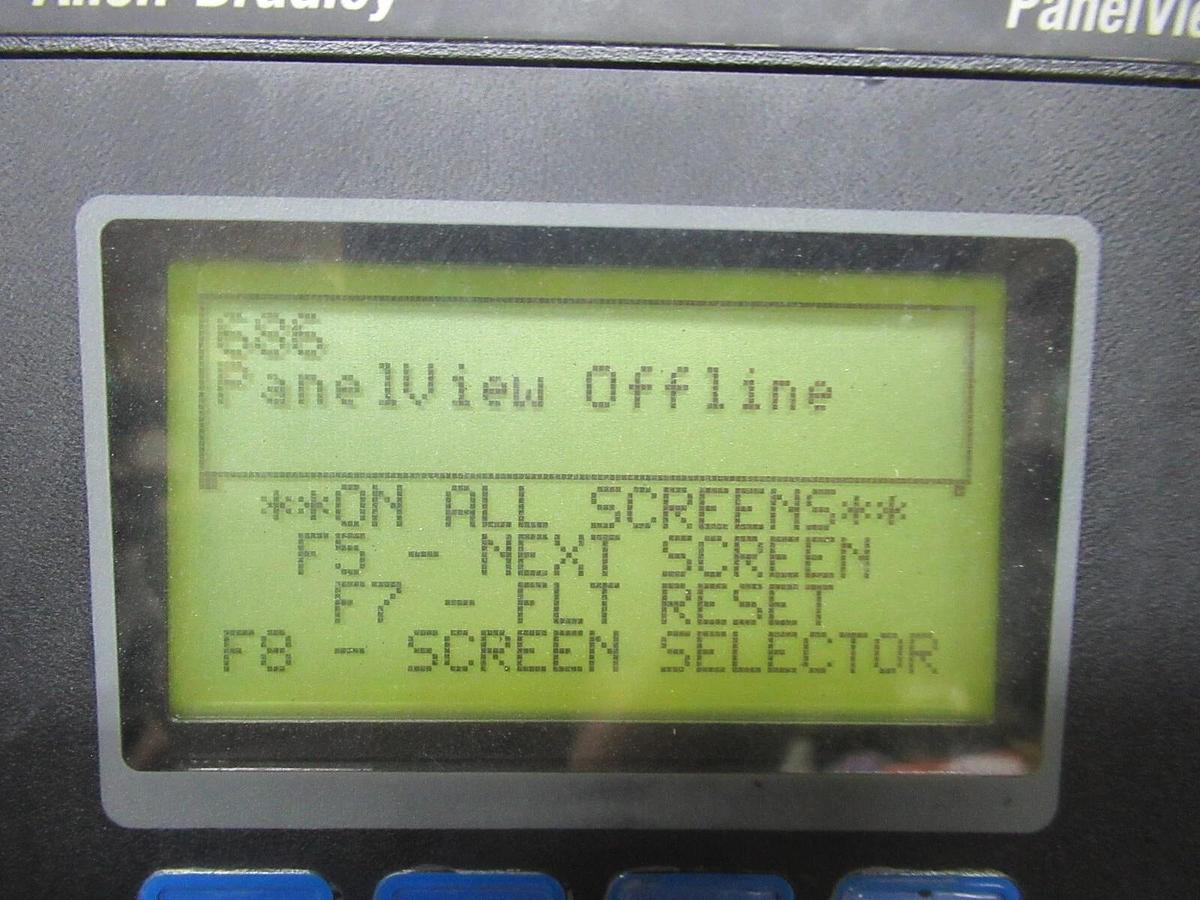 Allen-Bradley
PanelVie
686
PanelView Offline
**ON ALL SCREENS**
F5 - NEXT SCREEN
F7 - FLT RESET
F8 - SCREEN SELECTOR